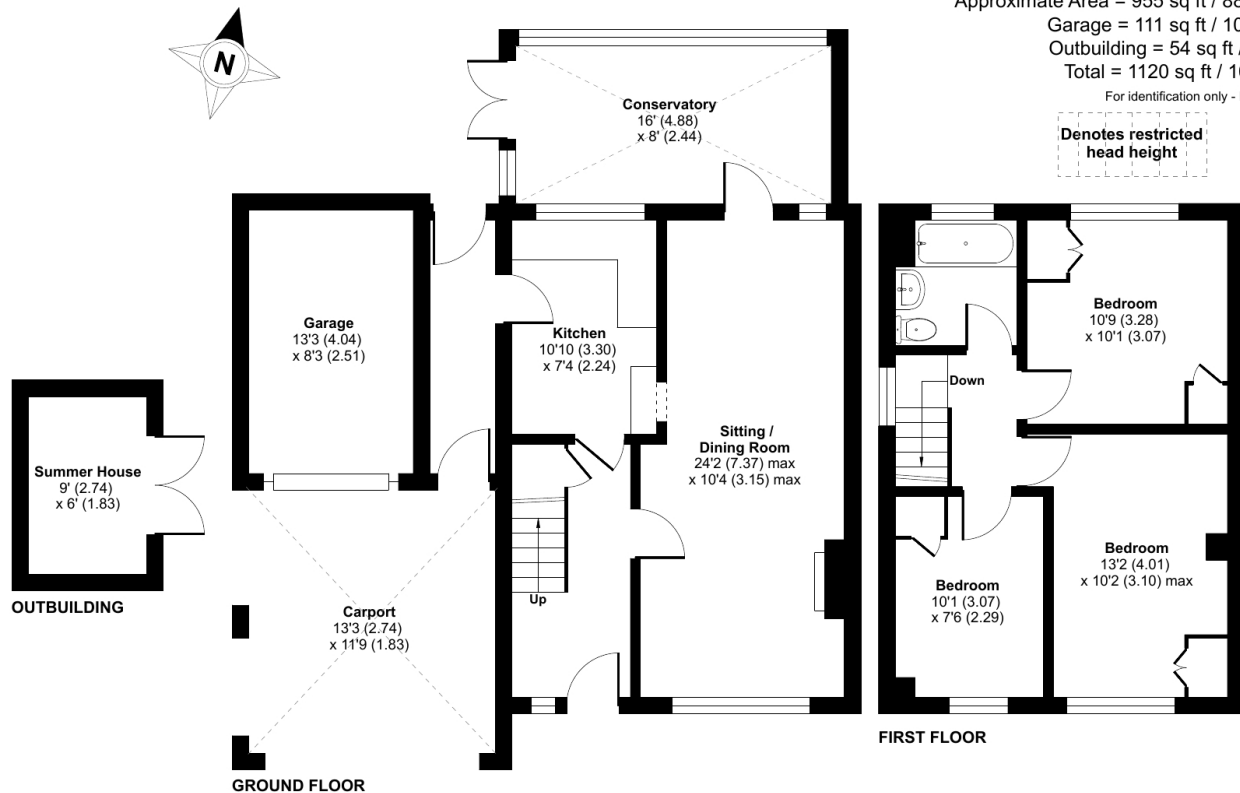 Approximate Area = 955 sq ft / 88
Garage = 111 sq ft / 10
Outbuilding = 54 sq ft /
Total = 1120 sq ft / 10
For identification only -
Denotes restricted
head height
N
Conservatory
16' (4.88)
x 8' (2.44)
Garage
13'3 (4.04)
x 8'3 (2.51)
Kitchen
10'10 (3.30)
x 7'4 (2.24)
Sitting /
Dining Room
24'2 (7.37) max
x 10'4 (3.15) max
Summer House
9' (2.74)
x 6' (1.83)
OUTBUILDING
Up
Carport
13'3 (2.74)
x 11'9 (1.83)
GROUND FLOOR
Bedroom
10'9 (3.28)
x 10'1 (3.07)
Down
Bedroom
13'2 (4.01)
x 10'2 (3.10) max
Bedroom
10'1 (3.07)
x 7'6 (2.29)
FIRST FLOOR